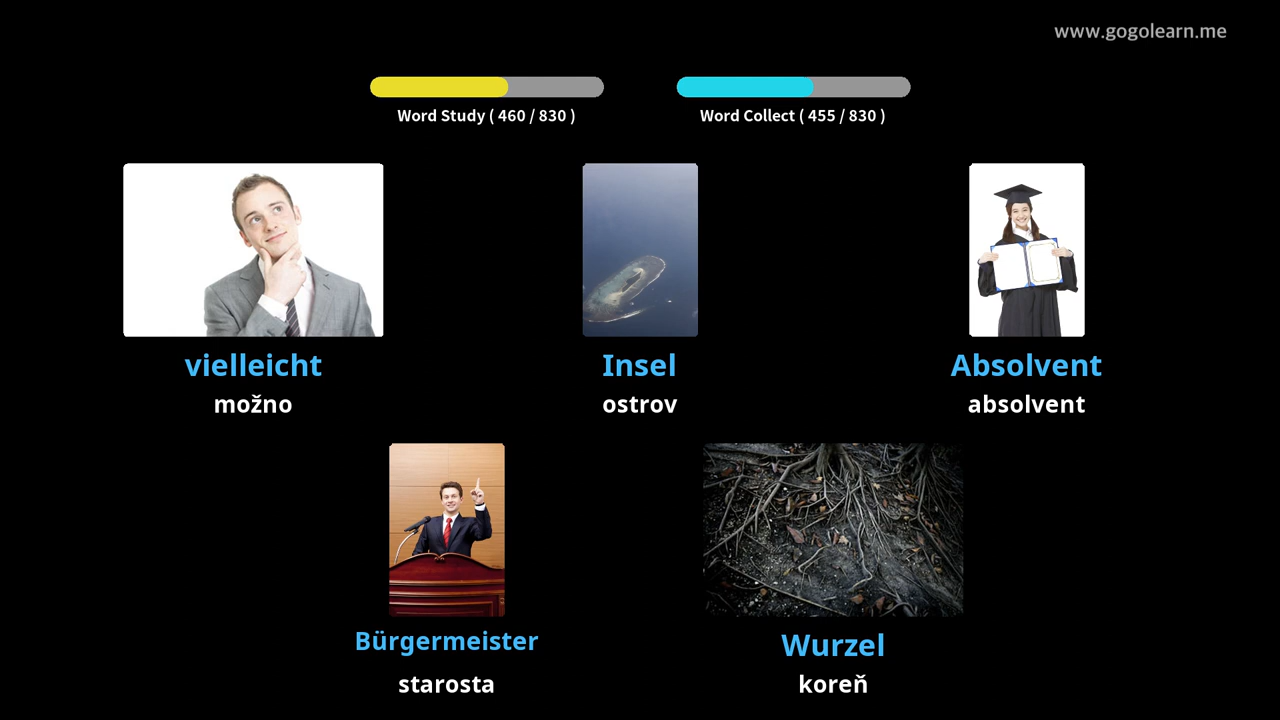 www.gogolearn.me
Word Study ( 460 / 830 )
Word Collect ( 455 / 830 )
vielleicht
možno
Insel
ostrov
Absolvent
absolvent
Bürgermeister
starosta
Wurzel
koreň